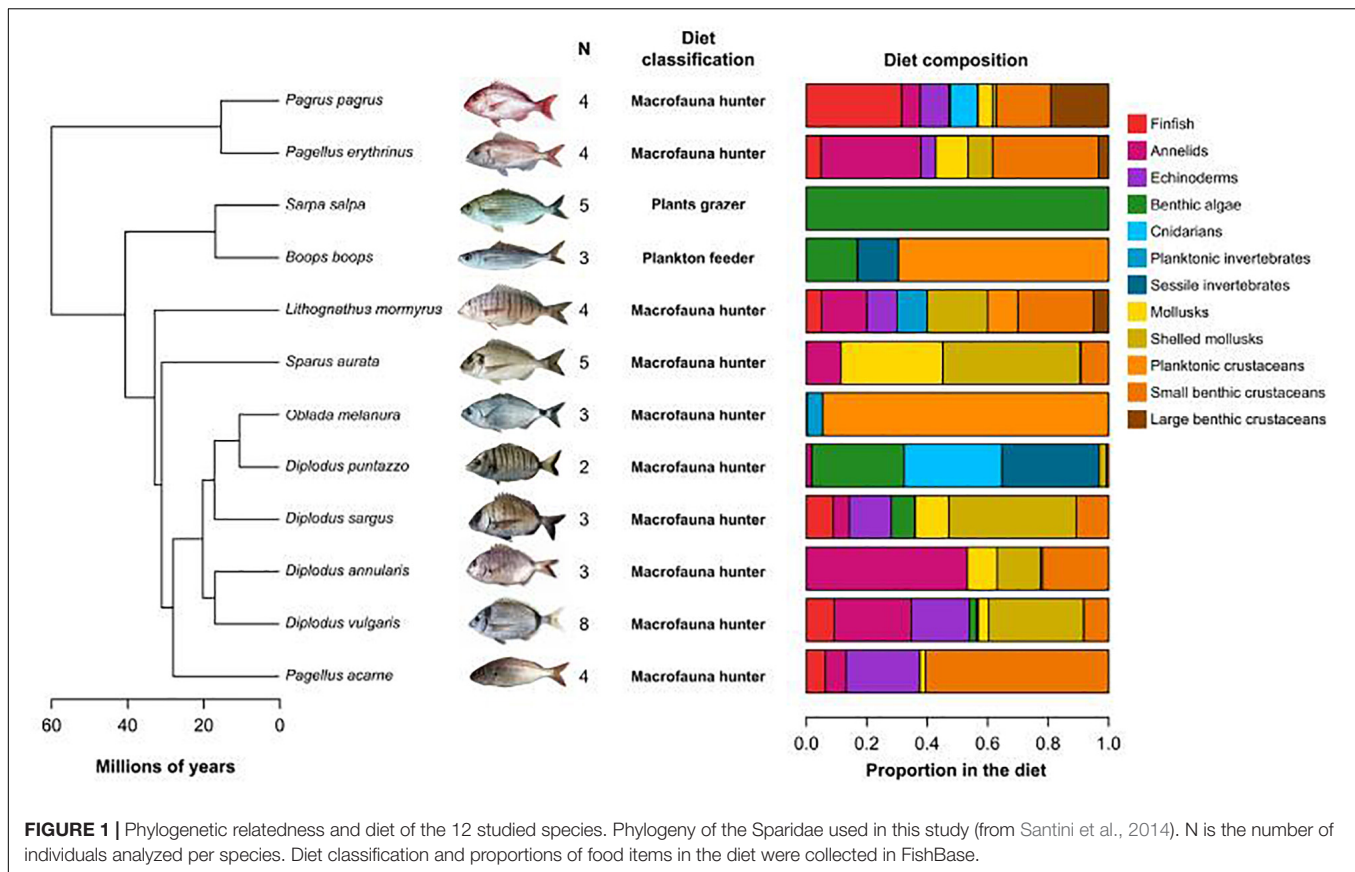 N
Diet
classification
Diet composition
Pagrus pagrus 4 Macrofauna hunter
Pagellus erythrinus 4 Macrofauna hunter
Sarpa salpa 5 Plants grazer
Boops boops 3 Plankton feeder
Lithognathus mormyrus 4 Macrofauna hunter
Sparus aurata 5 Macrofauna hunter
Oblada melanura 3 Macrofauna hunter
Diplodus puntazzo 2 Macrofauna hunter
Diplodus sargus 3 Macrofauna hunter
Diplodus annularis 3 Macrofauna hunter
Diplodus vulgaris 8 Macrofauna hunter
Pagellus acarne 4 Macrofauna hunter
Finfish
Annelids
Echinoderms
Benthic algae
Cnidarians
Planktonic invertebrates
Sessile invertebrates
Mollusks
Shelled mollusks
Planktonic crustaceans
Small benthic crustaceans
Large benthic crustaceans
60 40 20 0
Millions of years
0.0 0.2 0.4 0.6 0.8 1.0
Proportion in the diet
FIGURE 1 | Phylogenetic relatedness and diet of the 12 studied species. Phylogeny of the Sparidae used in this study (from Santini et al., 2014). N is the number of
individuals analyzed per species. Diet classification and proportions of food items in the diet were collected in FishBase.